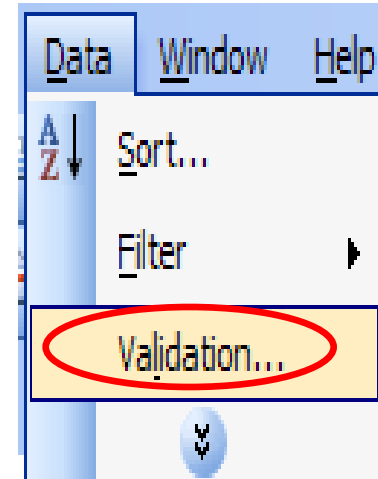 Data Window Help
A
Z
Sort...
Filter
Validation...